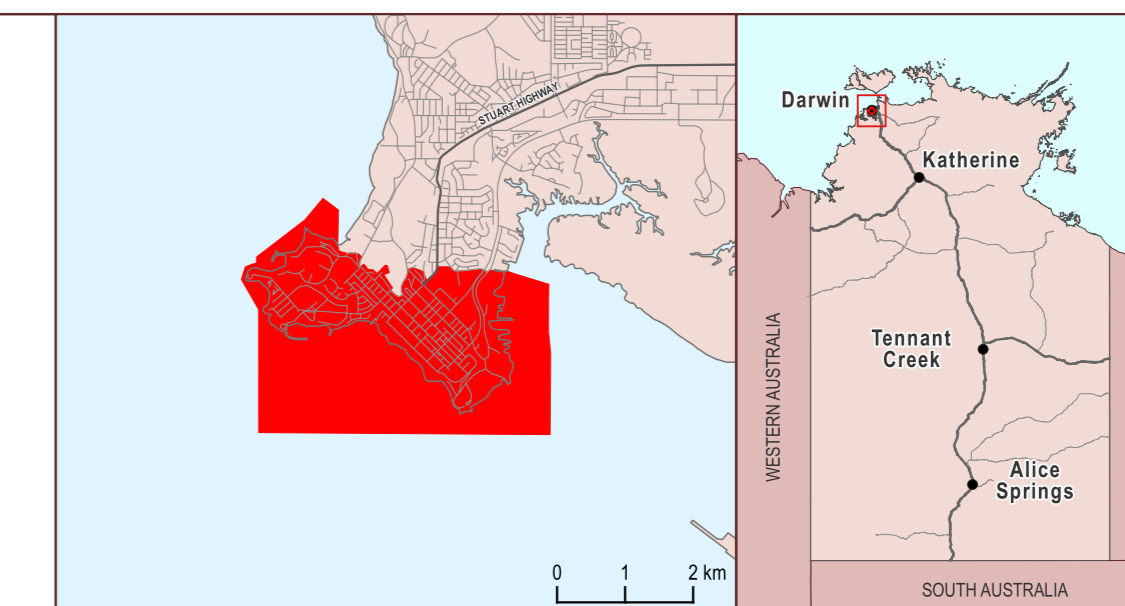 STUART HIGHWAY
0 1 2 km
Darwin
Katherine
Tennant
Creek
Alice
Springs
WESTERN AUSTRALIA
SOUTH AUSTRALIA